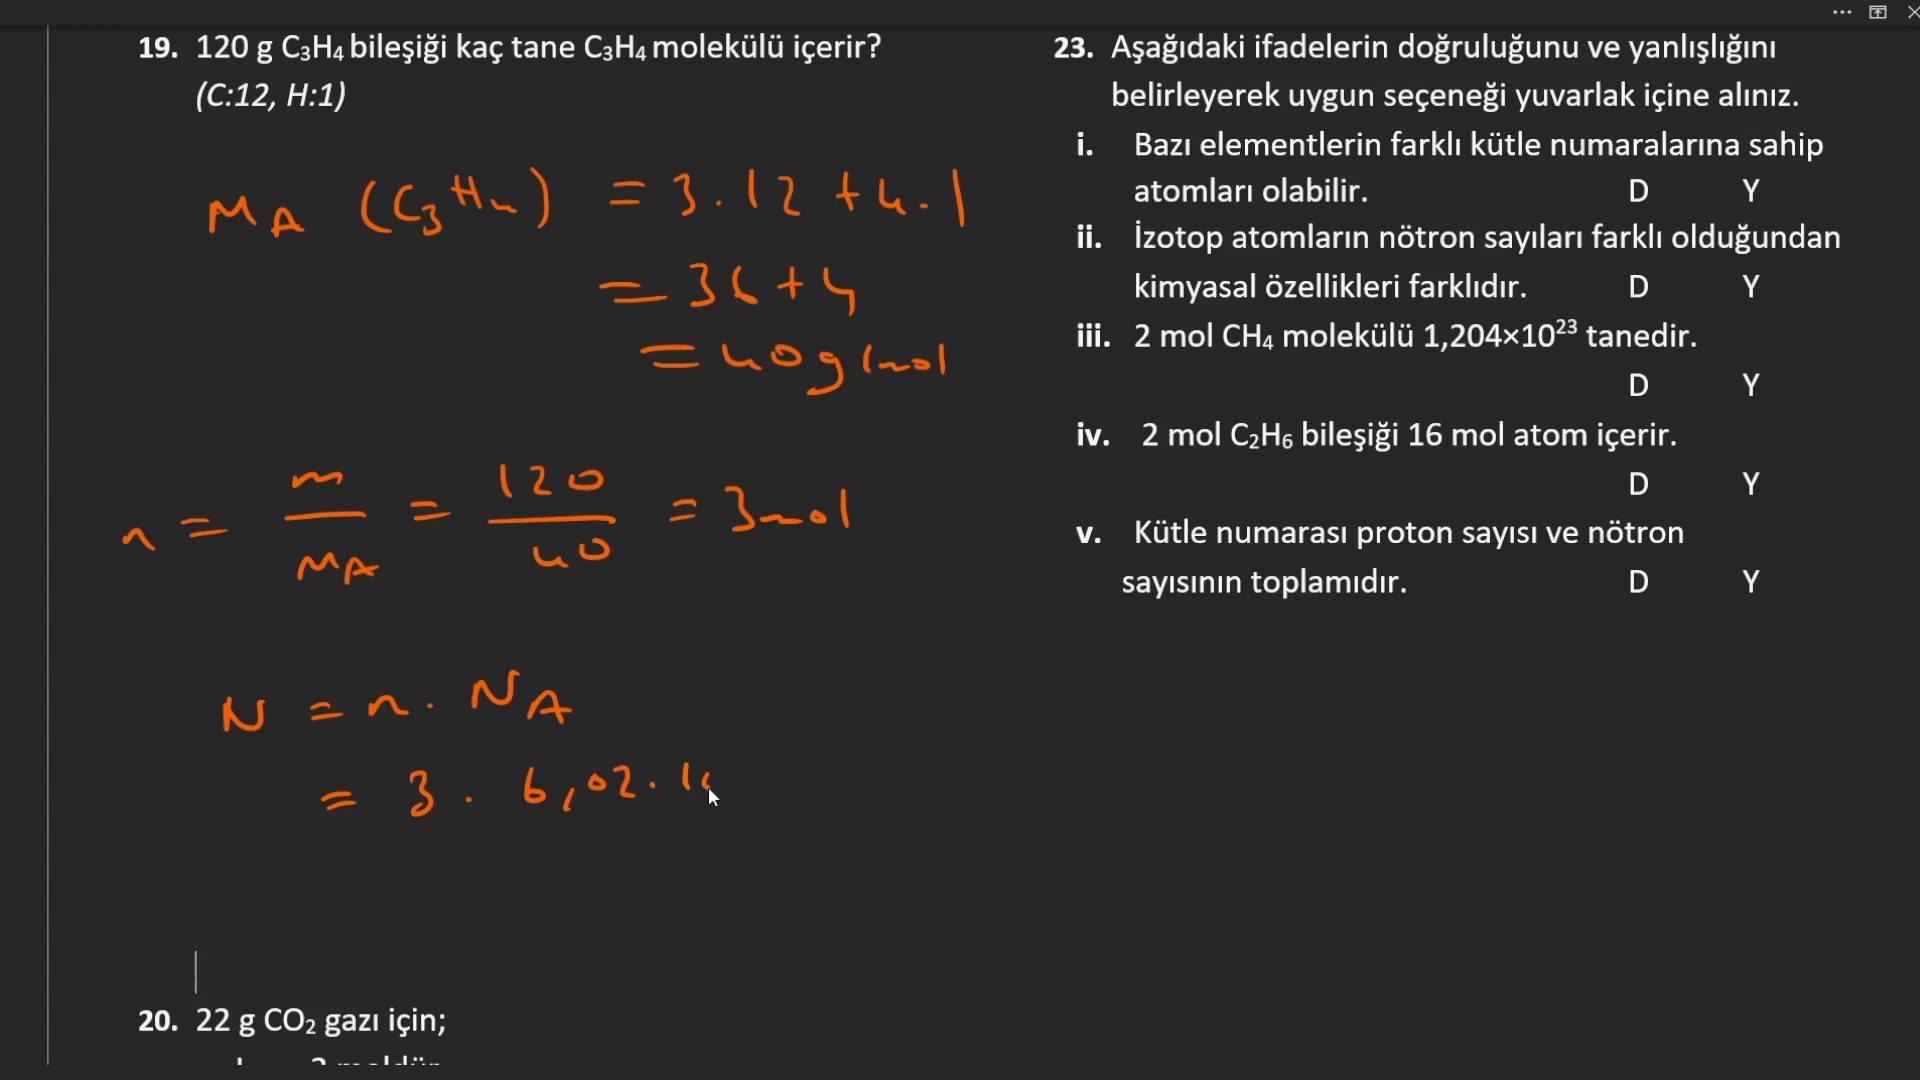 19. 120 g C₃H₄ bileşiği kaç tane C₃H₄ molekülü içerir?
(C:12, H:1)
MA (C₃H₄) = 3.12 + 4.1
= 36 + 4
= 40 g/mol
n = m/MA = 120/40 = 3 mol
N = n. NA
= 3. 6,02. 1
20. 22 g CO₂ gazı için;
23. Aşağıdaki ifadelerin doğruluğunu ve yanlışlığını
belirleyerek uygun seçeneği yuvarlak içine alınız.
i. Bazı elementlerin farklı kütle numaralarına sahip
atomları olabilir. D Y
ii. İzotop atomların nötron sayıları farklı olduğundan
kimyasal özellikleri farklıdır. D Y
iii. 2 mol CH₄ molekülü 1,204×10²³ tanedir.
D Y
iv. 2 mol C₂H₆ bileşiği 16 mol atom içerir.
D Y
v. Kütle numarası proton sayısı ve nötron
sayısının toplamıdır. D Y